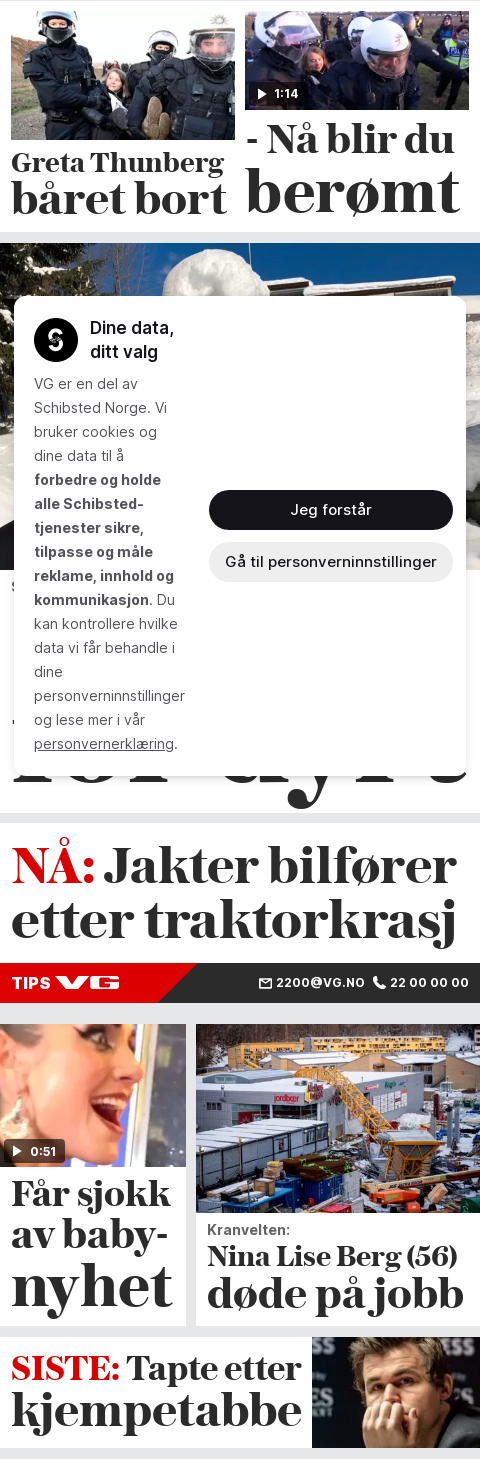 Greta Thunberg
båret bort
1:14
- Nå blir du
berømt
Dine data,
ditt valg
VG er en del av
Schibsted Norge. Vi
bruker cookies og
dine data til å
forbedre og holde
alle Schibsted-
tjenester sikre,
tilpasse og måle
reklame, innhold og
kommunikasjon. Du
kan kontrollere hvilke
data vi får behandle i
dine
personverninnstillinger
og lese mer i vår
personvernerklæring.
Jeg forstår
Gå til personverninnstillinger
NÅ: Jakter bilfører
etter traktorkrasj
TIPS VG
2200@VG.NO 22 00 00 00
jordbær
0:51
Får sjokk
av baby-
nyhet
Kranvelten:
Nina Lise Berg (56)
døde på jobb
SISTE: Tapte etter
kjempetabbe